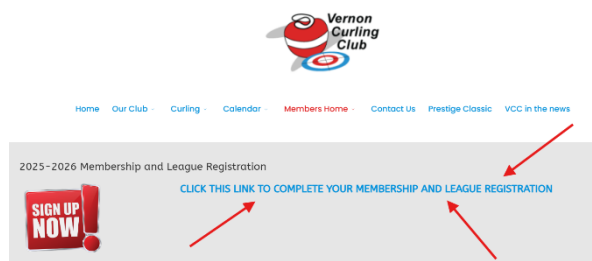 Vernon
Curling
Club
Home Our Club Curling Calendar Members Home Contact Us Prestige Classic VCC in the news
2025-2026 Membership and League Registration
CLICK THIS LINK TO COMPLETE YOUR MEMBERSHIP AND LEAGUE REGISTRATION
SIGN UP
NOW!